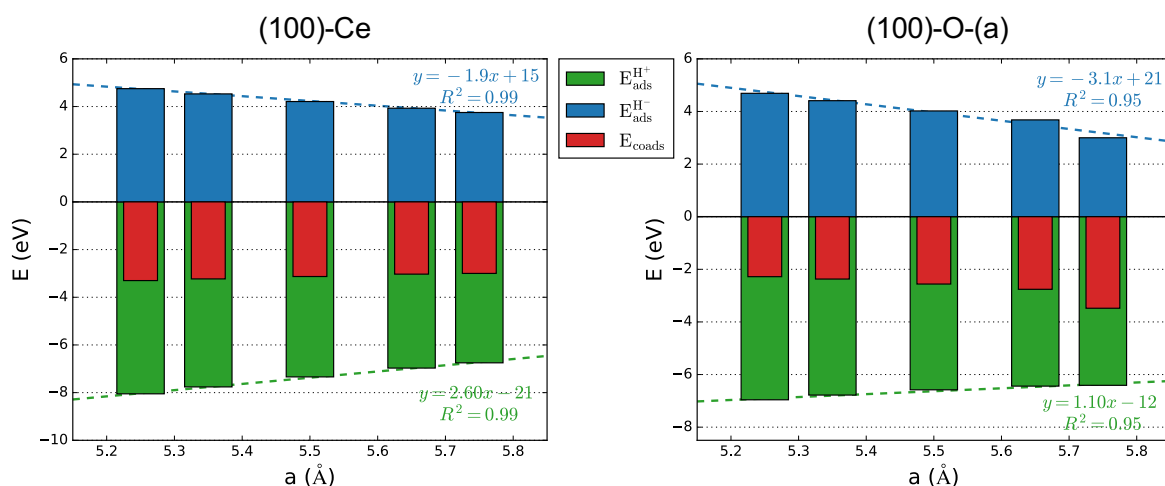 (100)-Ce
(100)-O-(a)
6
4
2
0
−2
−4
−6
−8
−10
E (eV)
y = −1.9x + 15
R² = 0.99
y = 2.60x − 21
R² = 0.99
5.2 5.3 5.4 5.5 5.6 5.7 5.8
a (Å)
E_ads^H⁺
E_ads^H⁻
E_coads
6
4
2
0
−2
−4
−6
−8
E (eV)
y = −3.1x + 21
R² = 0.95
y = 1.10x − 12
R² = 0.95
5.2 5.3 5.4 5.5 5.6 5.7 5.8
a (Å)